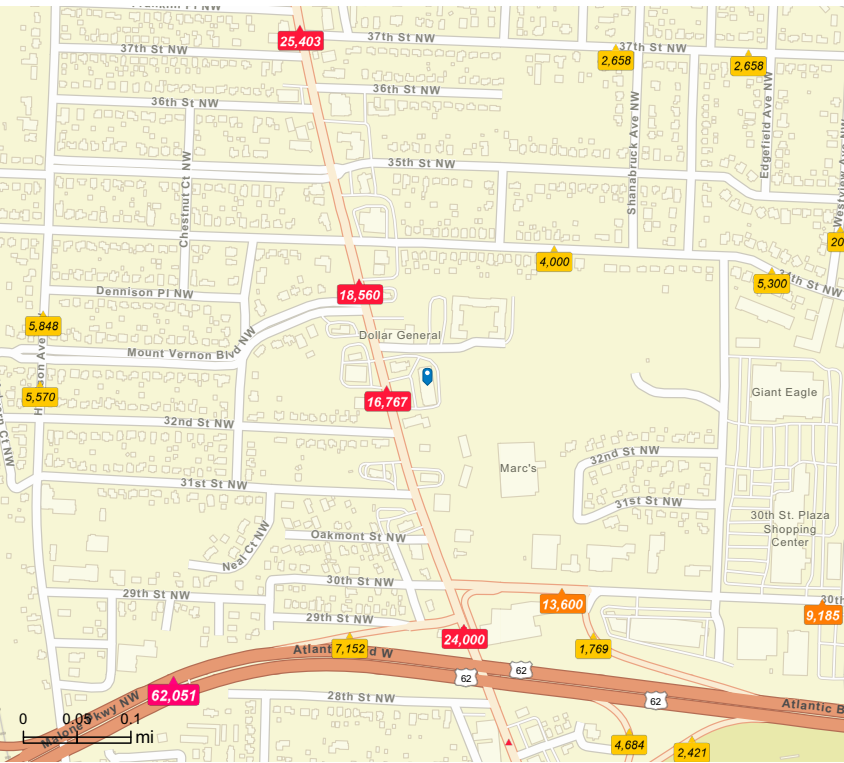 25,403
37th St NW
37th St NW
37th St NW
2,658
2,658
36th St NW
36th St NW
Chestnut Ct NW
35th St NW
Shanabruck Ave NW
Edgefield Ave NW
4,000
5,300
Dennison Pl NW
18,560
5,848
Mount Vernon Blvd NW
Dollar General
5,570
16,767
Giant Eagle
32nd St NW
Marc's
32nd St NW
31st St NW
31st St NW
30th St. Plaza
Shopping
Center
Neal Ct NW
Oakmont St NW
30th St NW
29th St NW
29th St NW
13,600
30th
9,185
24,000
7,152
1,769
62
62
62
62,051
28th St NW
Atlantic B
4,684
2,421
0 0.05 0.1
mi